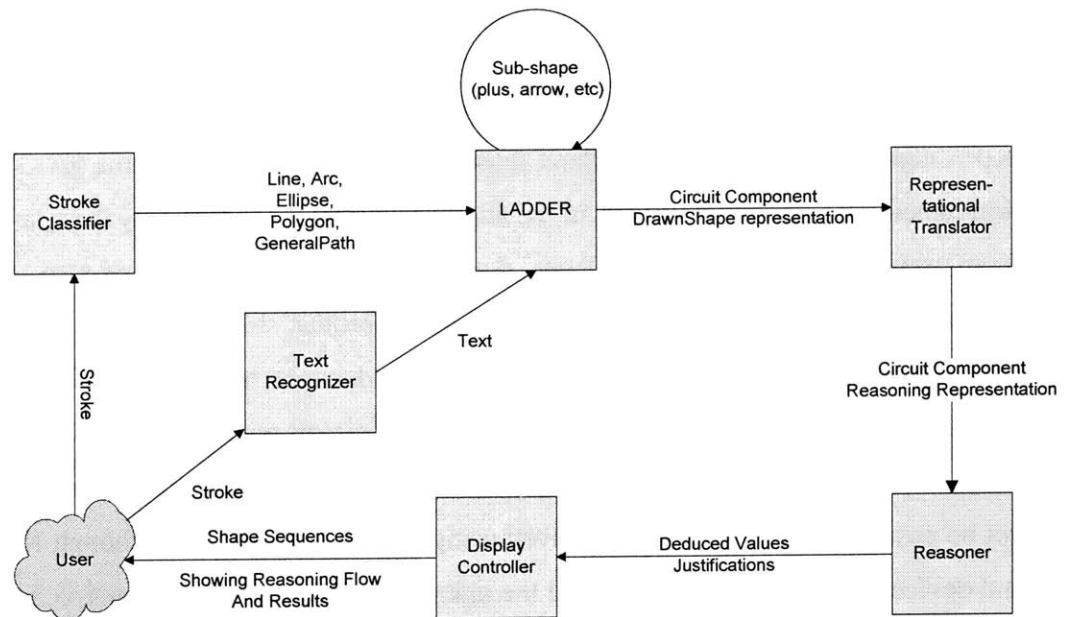 Sub-shape
(plus, arrow, etc)
Stroke
Classifier
Line, Arc,
Ellipse,
Polygon,
GeneralPath
LADDER
Circuit Component
DrawnShape representation
Represen-
tational
Translator
Text
Recognizer
Text
Stroke
Circuit Component
Reasoning Representation
Stroke
User
Shape Sequences
Showing Reasoning Flow
And Results
Display
Controller
Deduced Values
Justifications
Reasoner